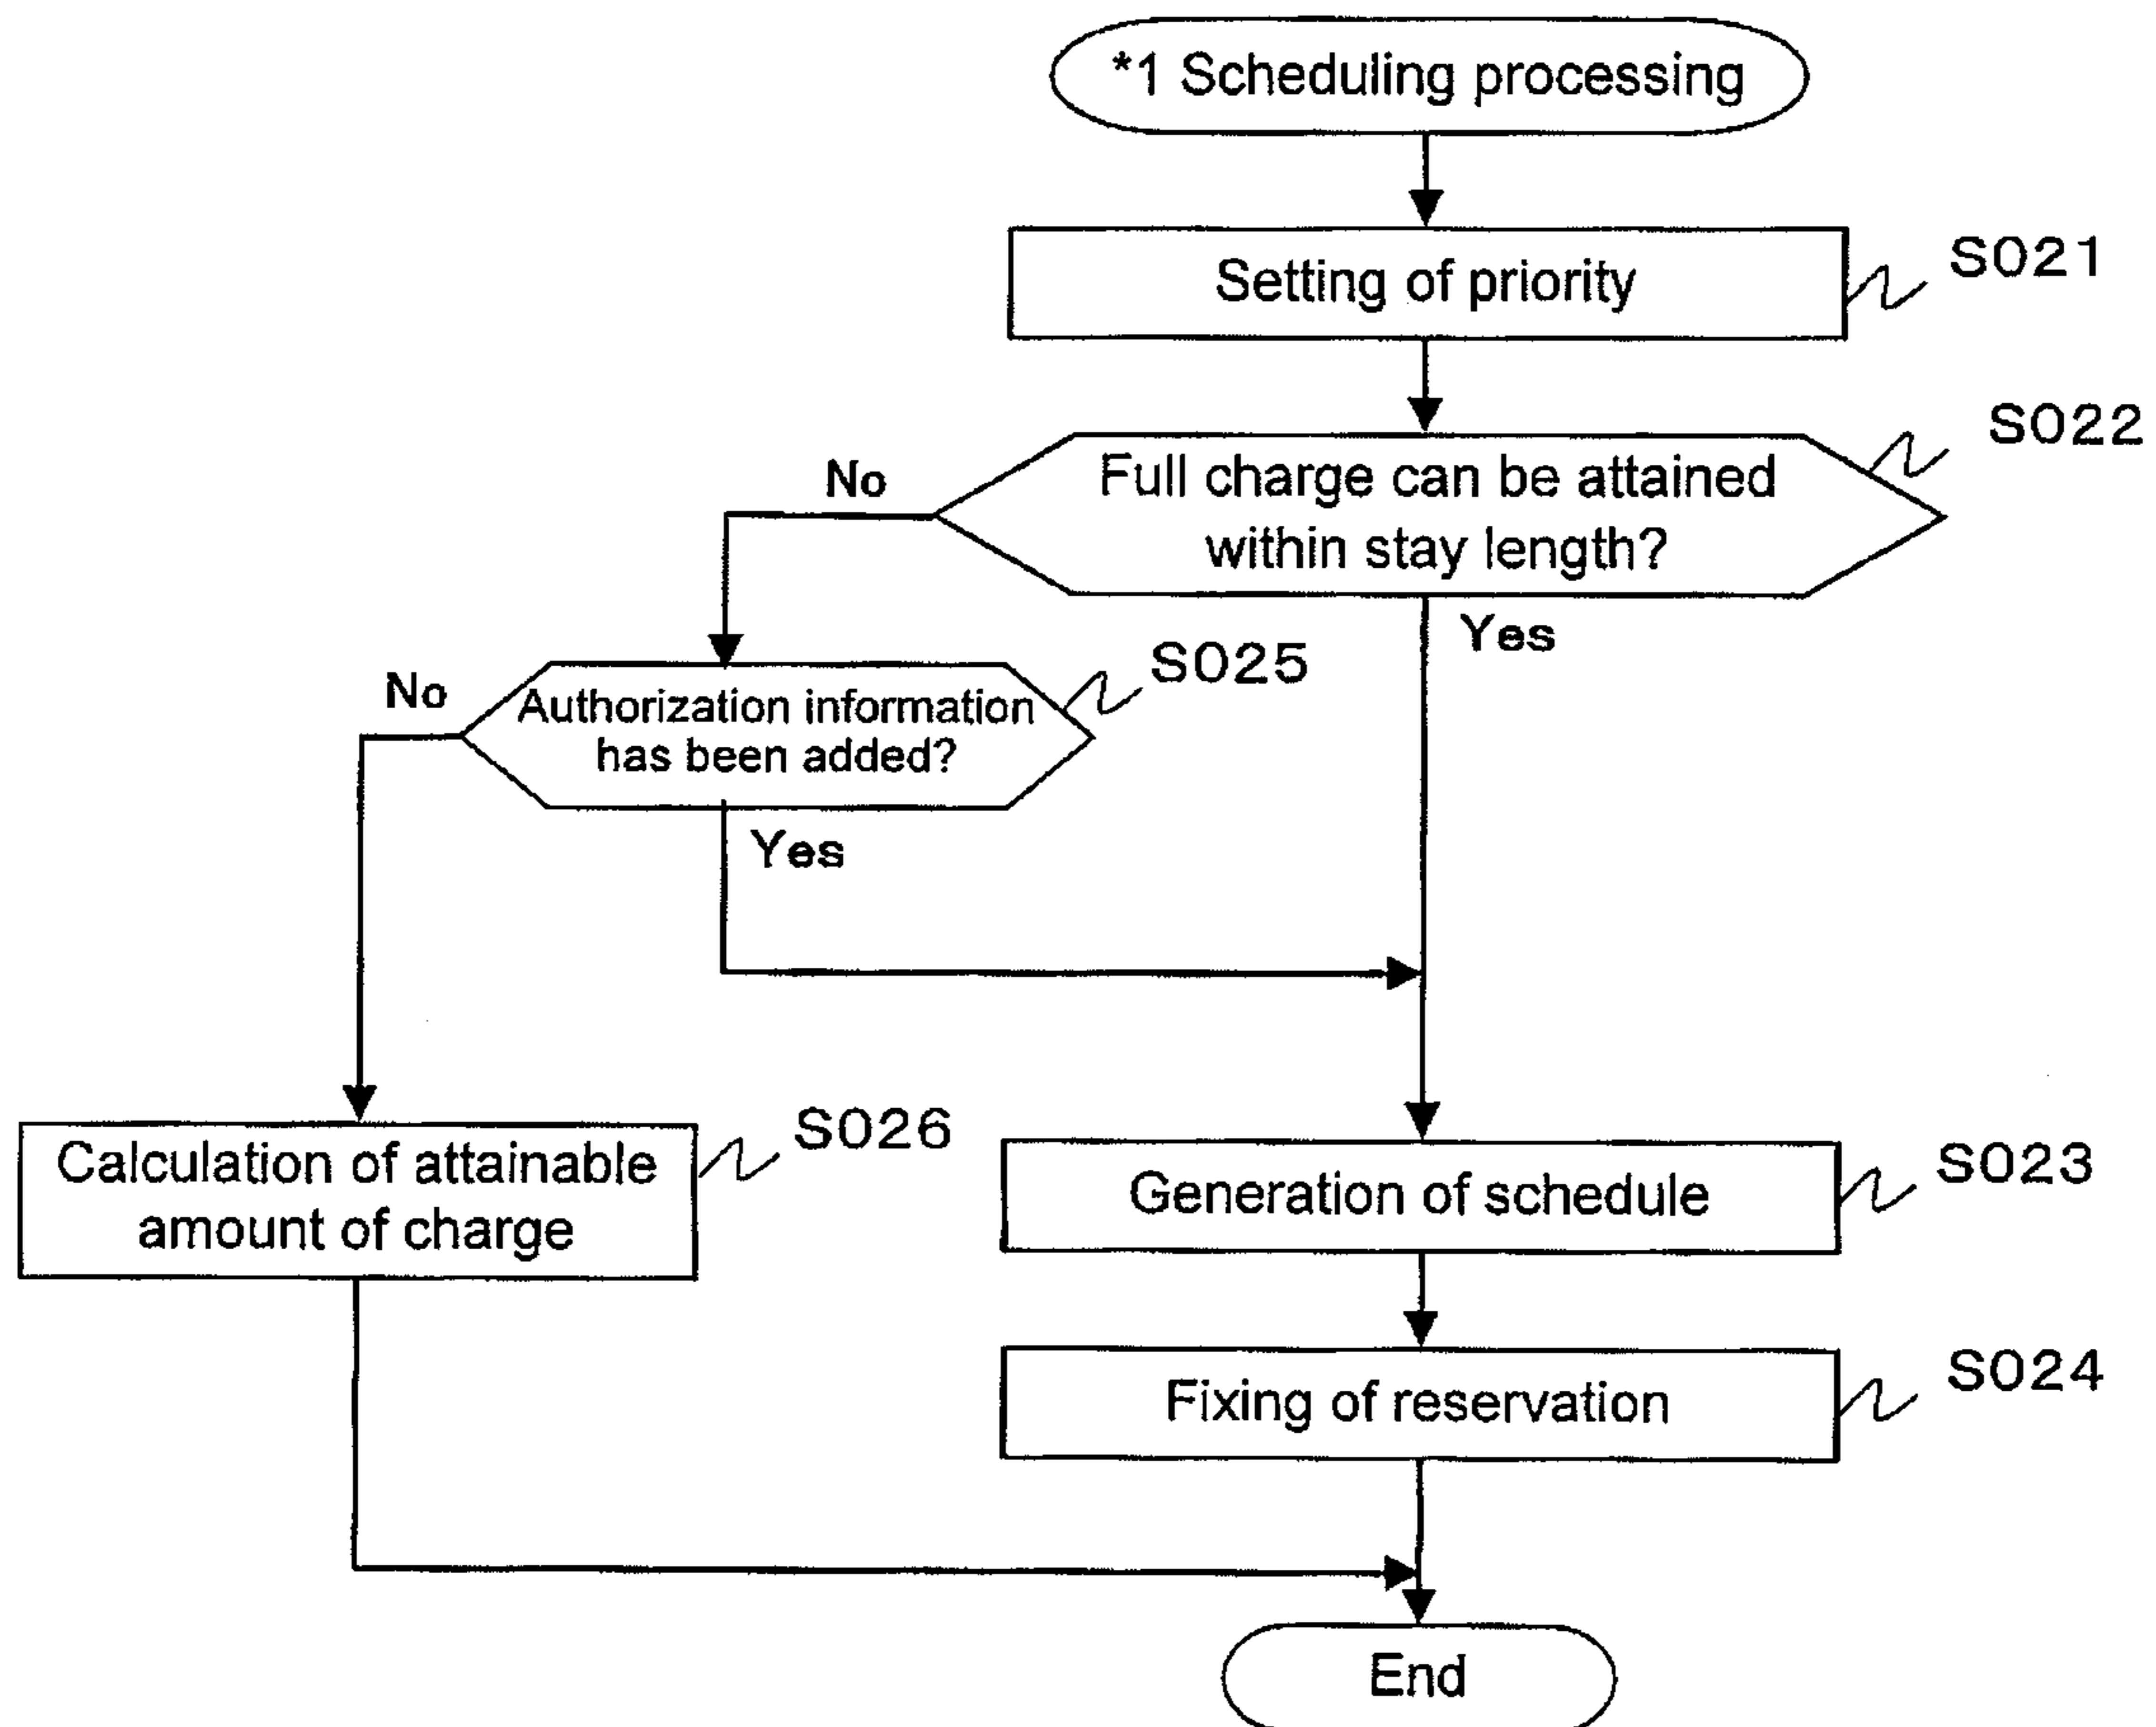 *1 Scheduling processing
Setting of priority
S021
Full charge can be attained
within stay length?
S022
No
Yes
Authorization information
has been added?
S025
No
Yes
Calculation of attainable
amount of charge
S026
Generation of schedule
S023
Fixing of reservation
S024
End